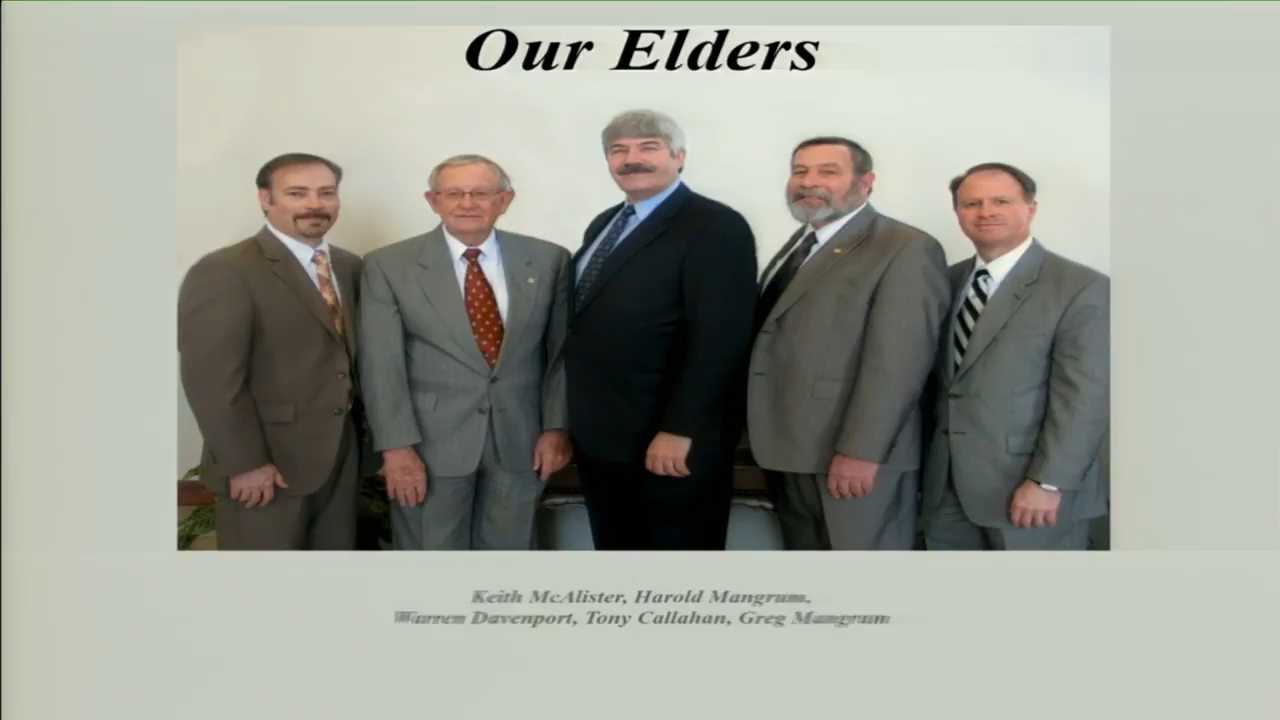 Our Elders
Keith McAlister, Harold Mangrum,
Warren Davenport, Tony Callahan, Greg Mangrum